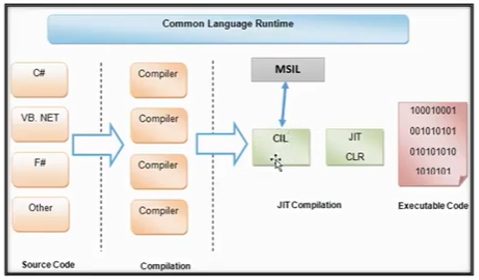 Common Language Runtime
C#
VB. NET
F#
Other
Source Code
Compiler
Compiler
Compiler
Compiler
Compilation
MSIL
CIL
JIT
CLR
JIT Compilation
100010001
001010101
010101010
1010101
Executable Code